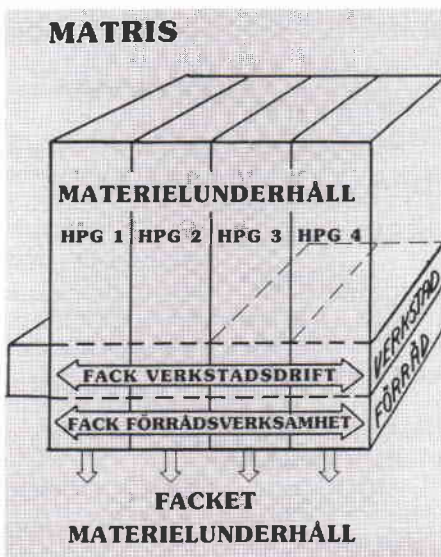 MATRIS
MATERIELUNDERHÅLL
HPG 1 HPG 2 HPG 3 HPG 4
VERKSTAD
FACK VERKSTADSDRIFT
FÖRRÅD
FACK FÖRRÅDSVERKSAMHET
FACKET
MATERIELUNDERHÅLL